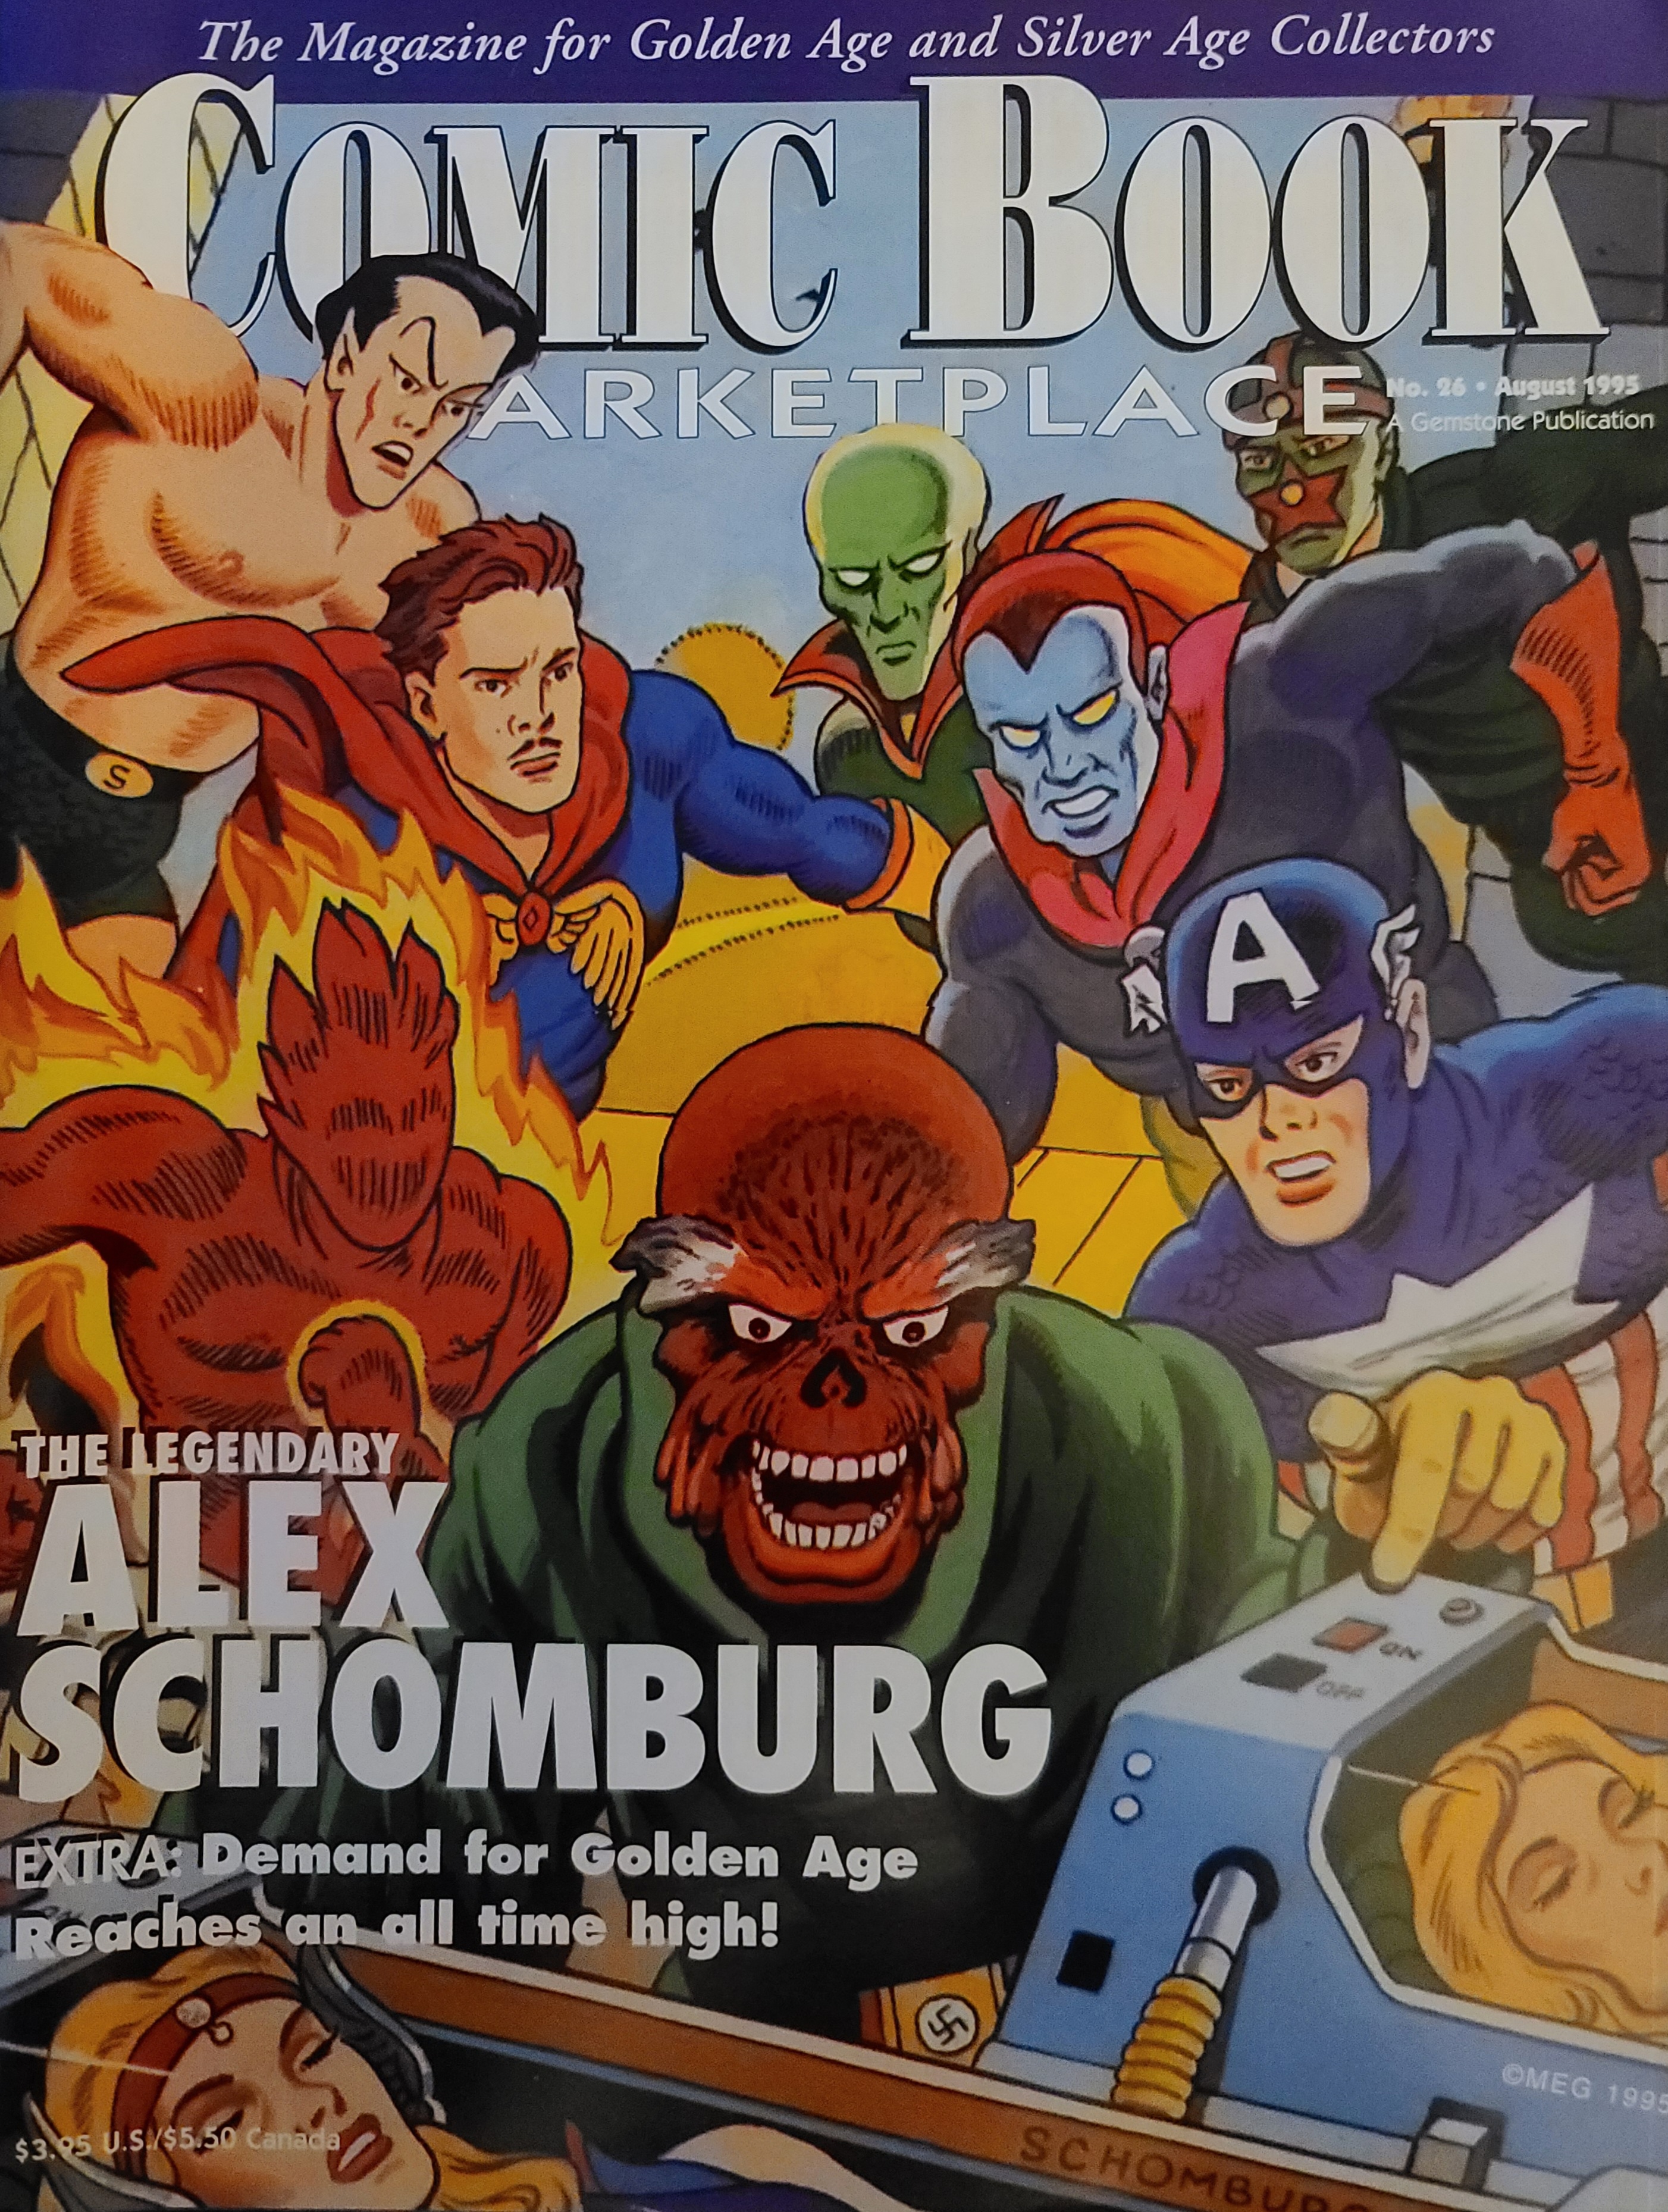 The Magazine for Golden Age and Silver Age Collectors
COMIC BOOK
ARKETPLACE
No. 26 • August 1995
A Gemstone Publication
S
A
THE LEGENDARY
ALEX
SCHOMBURG
ON
OFF
EXTRA: Demand for Golden Age
Reaches an all time high!
©MEG 1995
$3.95 U.S./$5.50 Canada
SCHOMBURG